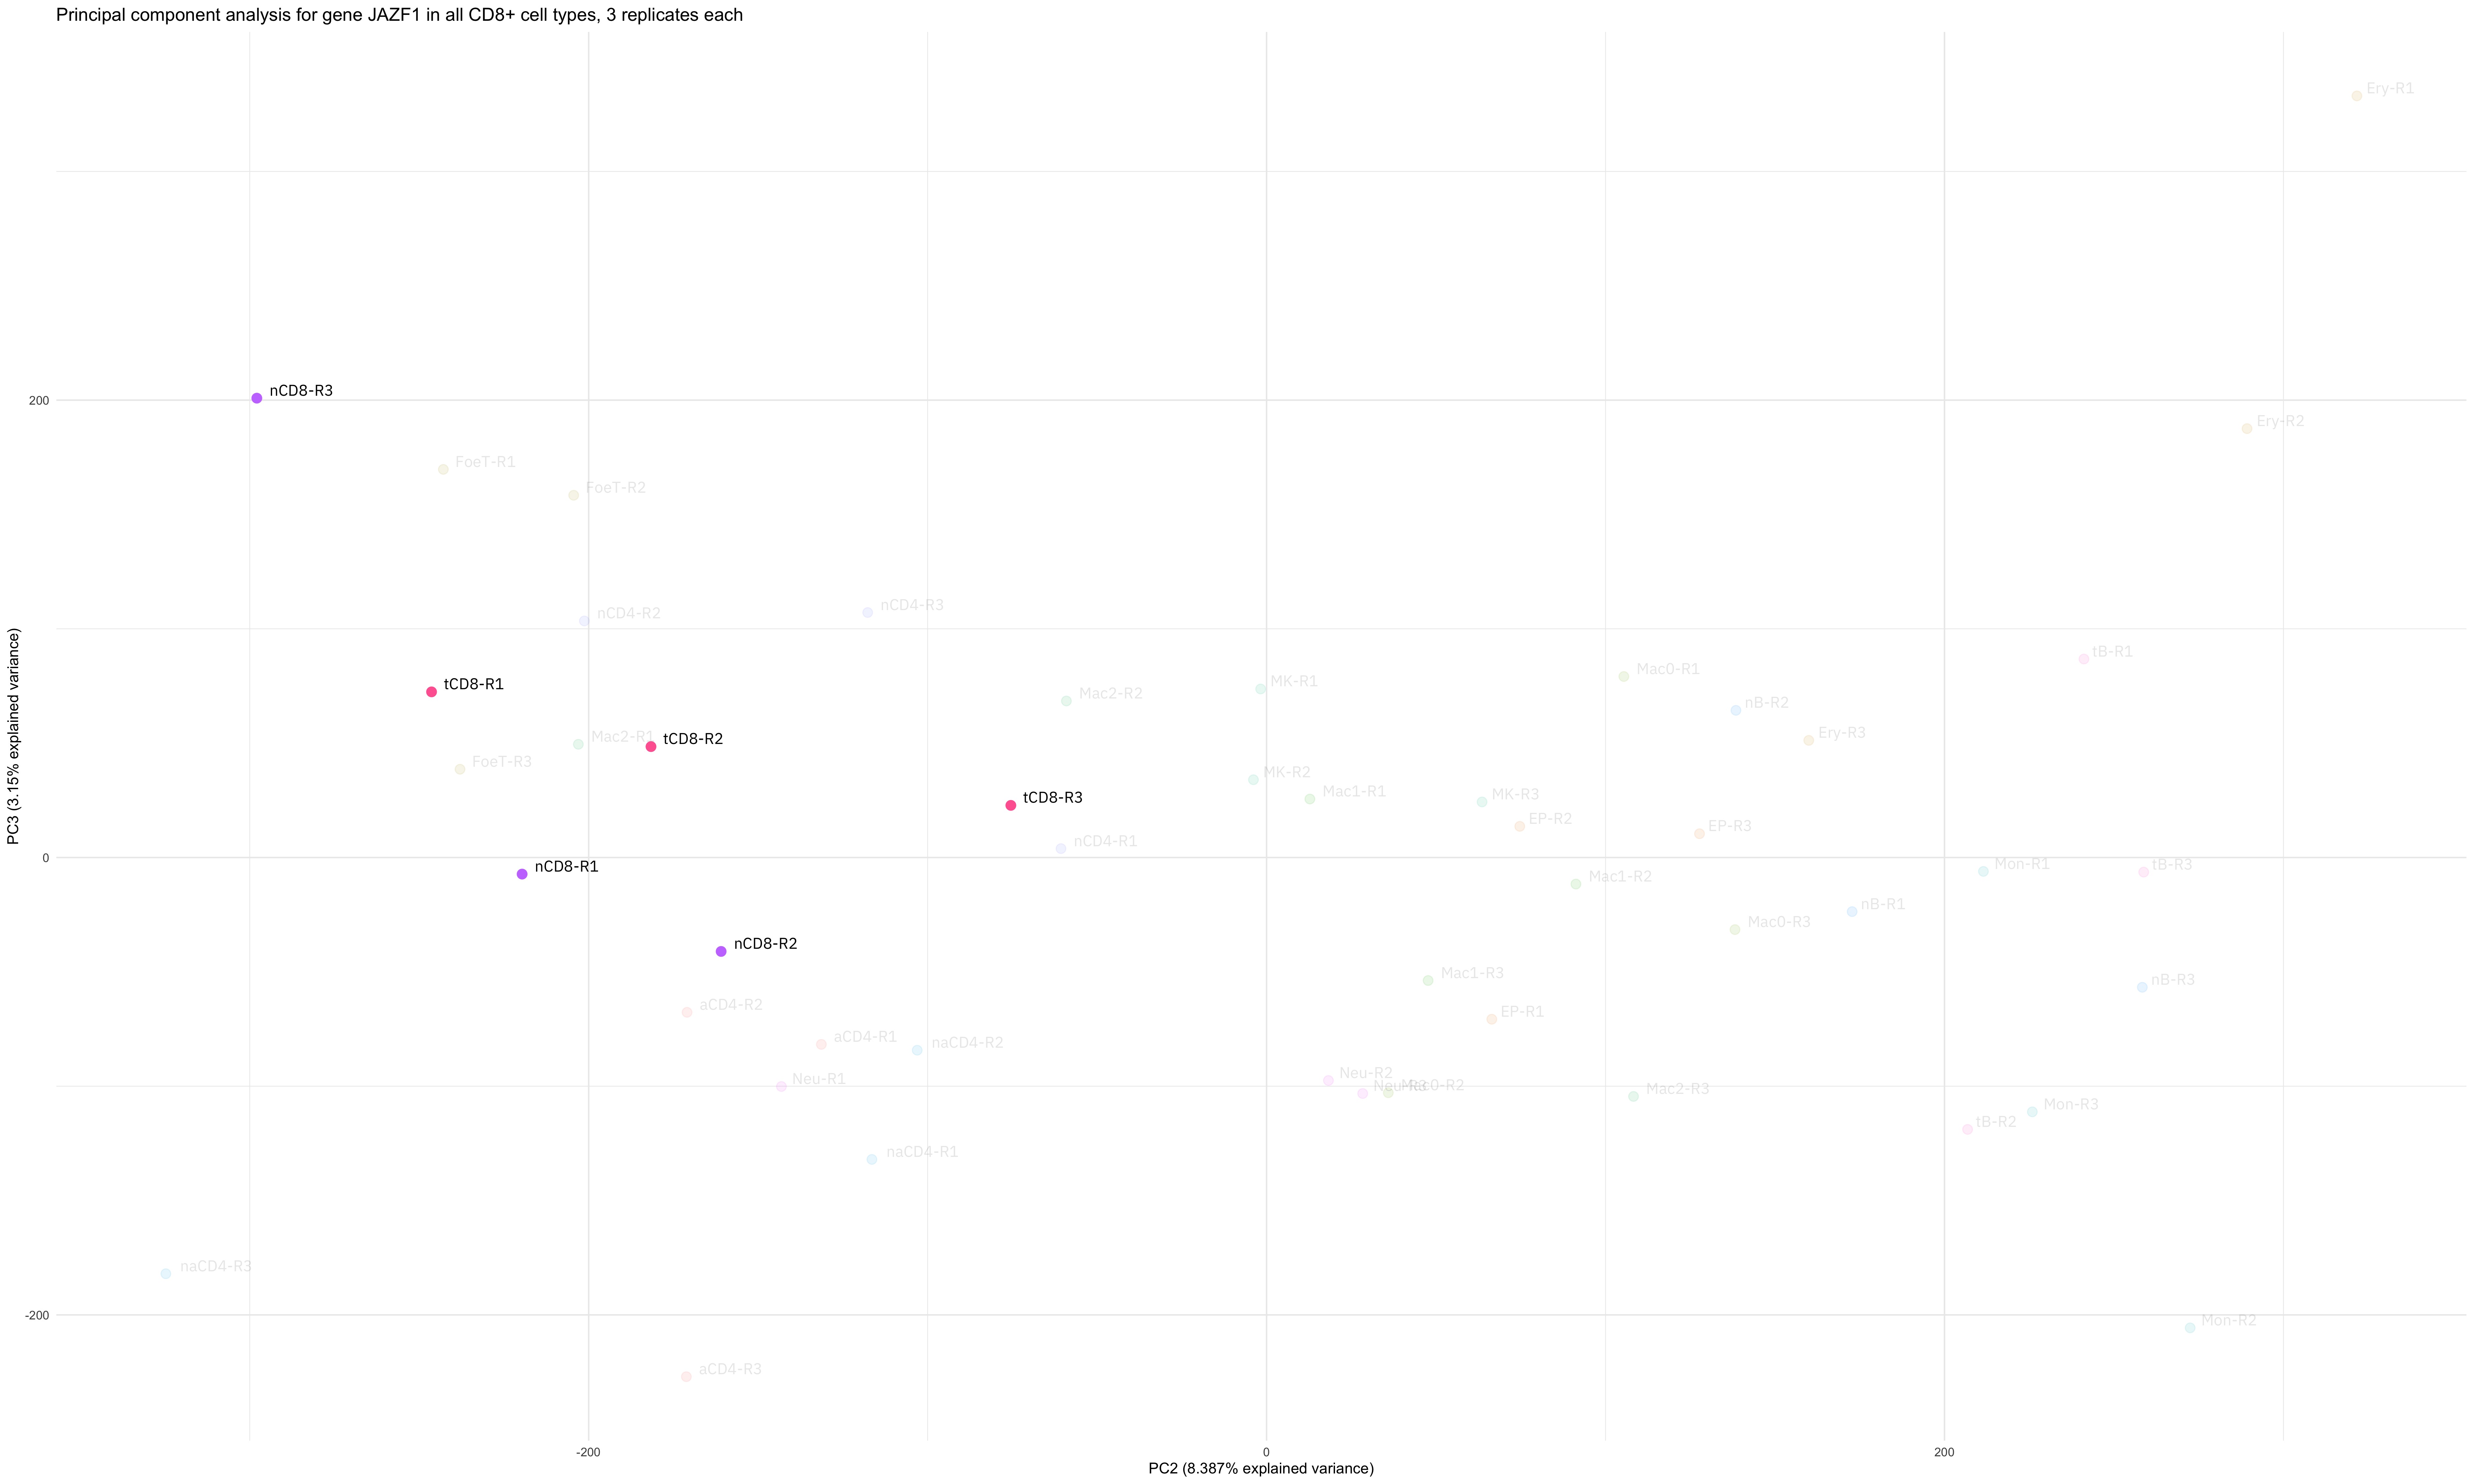 Principal component analysis for gene JAZF1 in all CD8+ cell types, 3 replicates each
Ery-R1
nCD8-R3
200
Ery-R2
FoeT-R1
FoeT-R2
nCD4-R3
nCD4-R2
tB-R1
Mac0-R1
MK-R1
tCD8-R1
Mac2-R2
nB-R2
Mac2-R1
tCD8-R2
Ery-R3
FoeT-R3
MK-R2
Mac1-R1
MK-R3
tCD8-R3
EP-R2
EP-R3
nCD4-R1
PC3 (3.15% explained variance)
0
Mon-R1
tB-R3
nCD8-R1
Mac1-R2
nB-R1
Mac0-R3
nCD8-R2
Mac1-R3
nB-R3
aCD4-R2
EP-R1
aCD4-R1
naCD4-R2
Neu-R2
Neu-R1
Neu-R3
Mac0-R2
Mac2-R3
Mon-R3
tB-R2
naCD4-R1
naCD4-R3
-200
Mon-R2
aCD4-R3
-200
0
200
PC2 (8.387% explained variance)